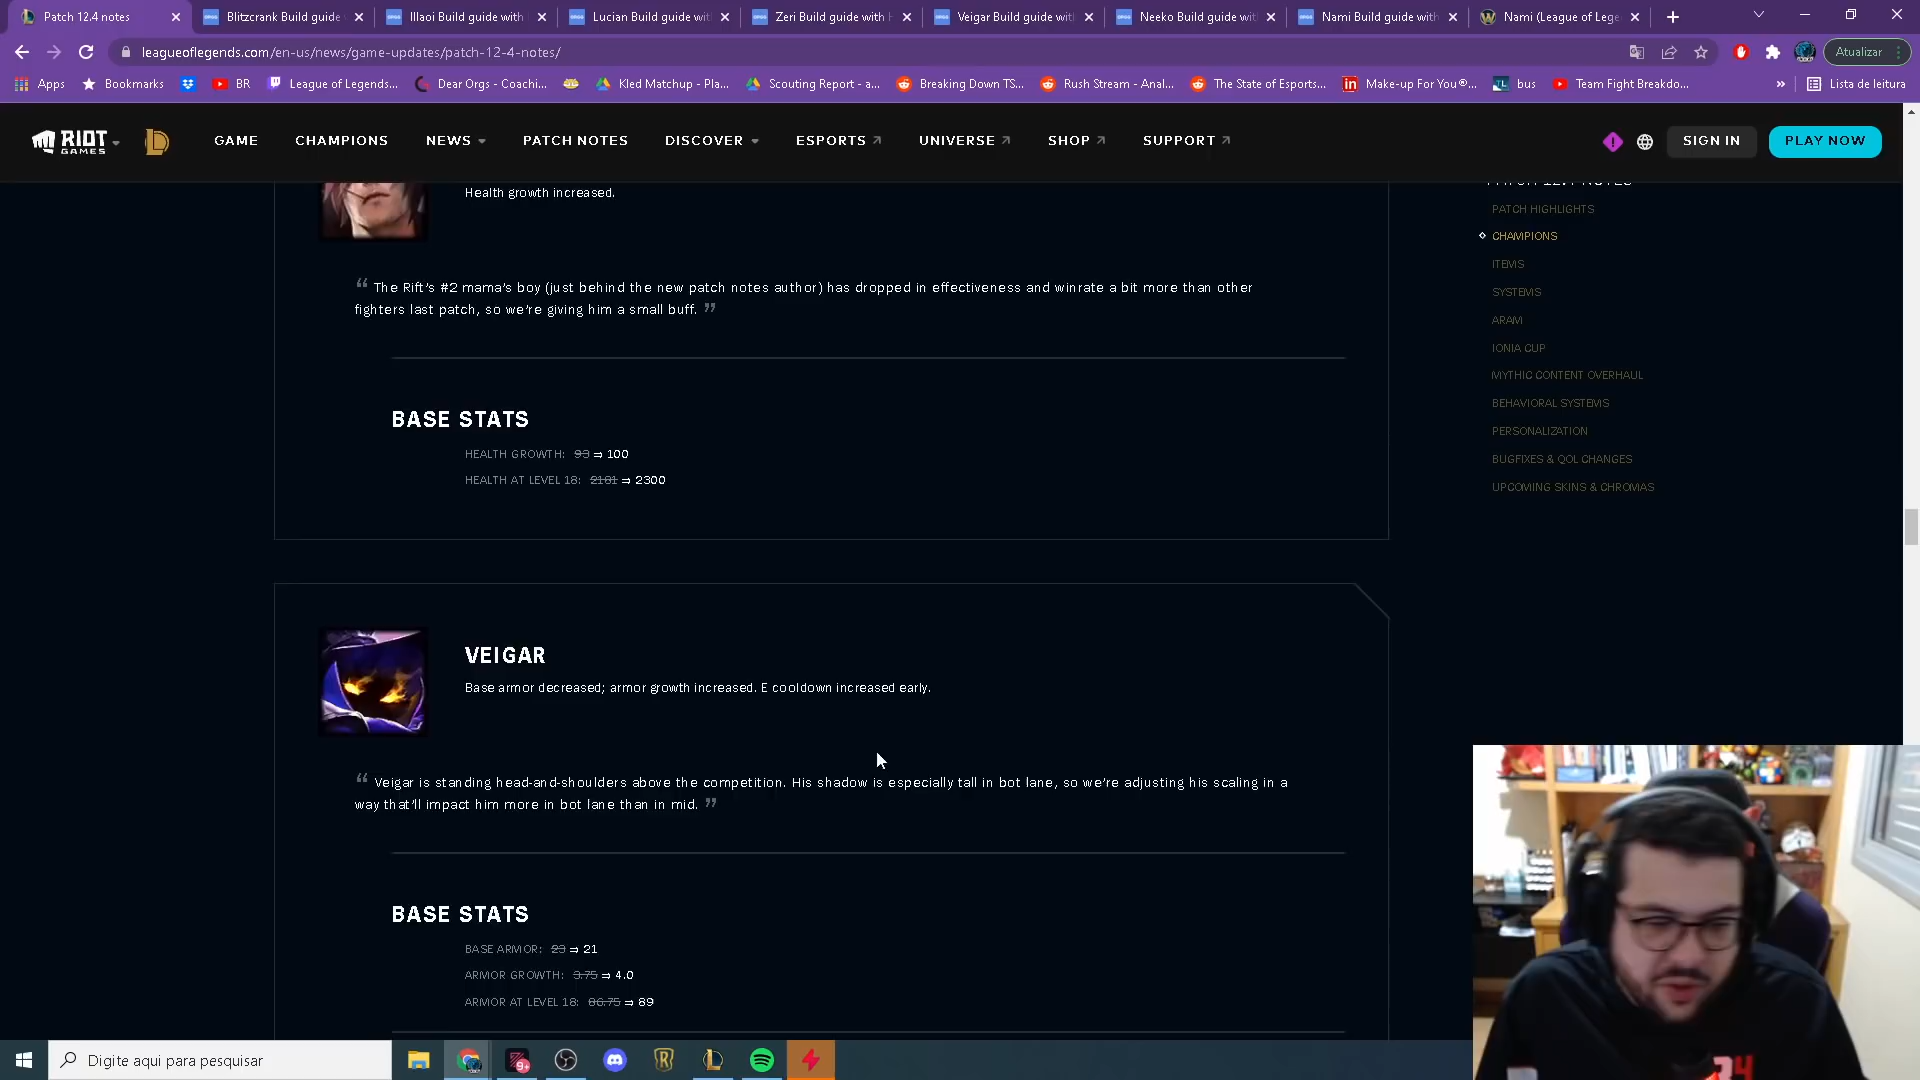 Patch 12.4 notes
Blitzcrank Build guide
Illaoi Build guide with
Lucian Build guide wit
Zeri Build guide with
Veigar Build guide wit
Neeko Build guide wit
Nami Build guide with
Nami (League of Lege
leagueoflegends.com/en-us/news/game-updates/patch-12-4-notes/
Atualizar
Apps
Bookmarks
BR
League of Legends...
Dear Orgs - Coachi...
Kled Matchup - Pla...
Scouting Report - a...
Breaking Down TS...
Rush Stream - Anal...
The State of Esports...
Make-up For You®...
bus
Team Fight Breakdo...
»
Lista de leitura
RIOT GAMES
GAME
CHAMPIONS
NEWS
PATCH NOTES
DISCOVER
ESPORTS
UNIVERSE
SHOP
SUPPORT
SIGN IN
PLAY NOW
Health growth increased.
“ The Rift’s #2 mama’s boy (just behind the new patch notes author) has dropped in effectiveness and winrate a bit more than other
fighters last patch, so we’re giving him a small buff. ”
BASE STATS
HEALTH GROWTH: 93 ⇒ 100
HEALTH AT LEVEL 18: 2181 ⇒ 2300
VEIGAR
Base armor decreased; armor growth increased. E cooldown increased early.
“ Veigar is standing head-and-shoulders above the competition. His shadow is especially tall in bot lane, so we’re adjusting his scaling in a
way that’ll impact him more in bot lane than in mid. ”
BASE STATS
BASE ARMOR: 23 ⇒ 21
ARMOR GROWTH: 3.75 ⇒ 4.0
ARMOR AT LEVEL 18: 86.75 ⇒ 89
PATCH 12.4 NOTES
PATCH HIGHLIGHTS
CHAMPIONS
ITEMS
SYSTEMS
ARAM
IONIA CUP
MYTHIC CONTENT OVERHAUL
BEHAVIORAL SYSTEMS
PERSONALIZATION
BUGFIXES & QOL CHANGES
UPCOMING SKINS & CHROMAS
Digite aqui para pesquisar
9+